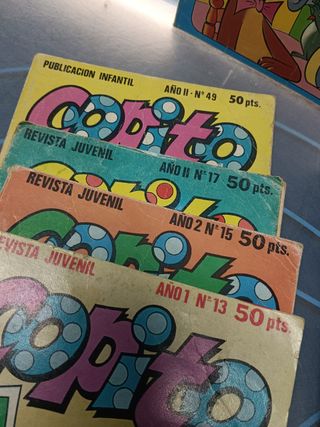 PUBLICACION INFANTIL AÑO II - Nº 49 50 pts.
Copito
REVISTA JUVENIL AÑO II Nº 17 50 pts.
Copito
REVISTA JUVENIL AÑO 2 Nº 15 50 pts.
Copito
REVISTA JUVENIL AÑO 1 Nº 13 50 pts.
Copito